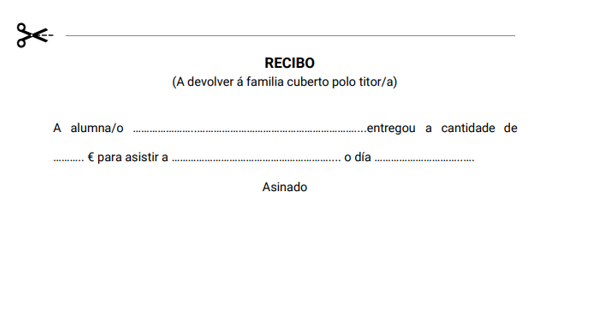 RECIBO
(A devolver á familia cuberto polo titor/a)
A alumna/o ………………….…………………………………………………...entregou a cantidade de
……….. € para asistir a ………………………………………………….... o día …………………………..….
Asinado